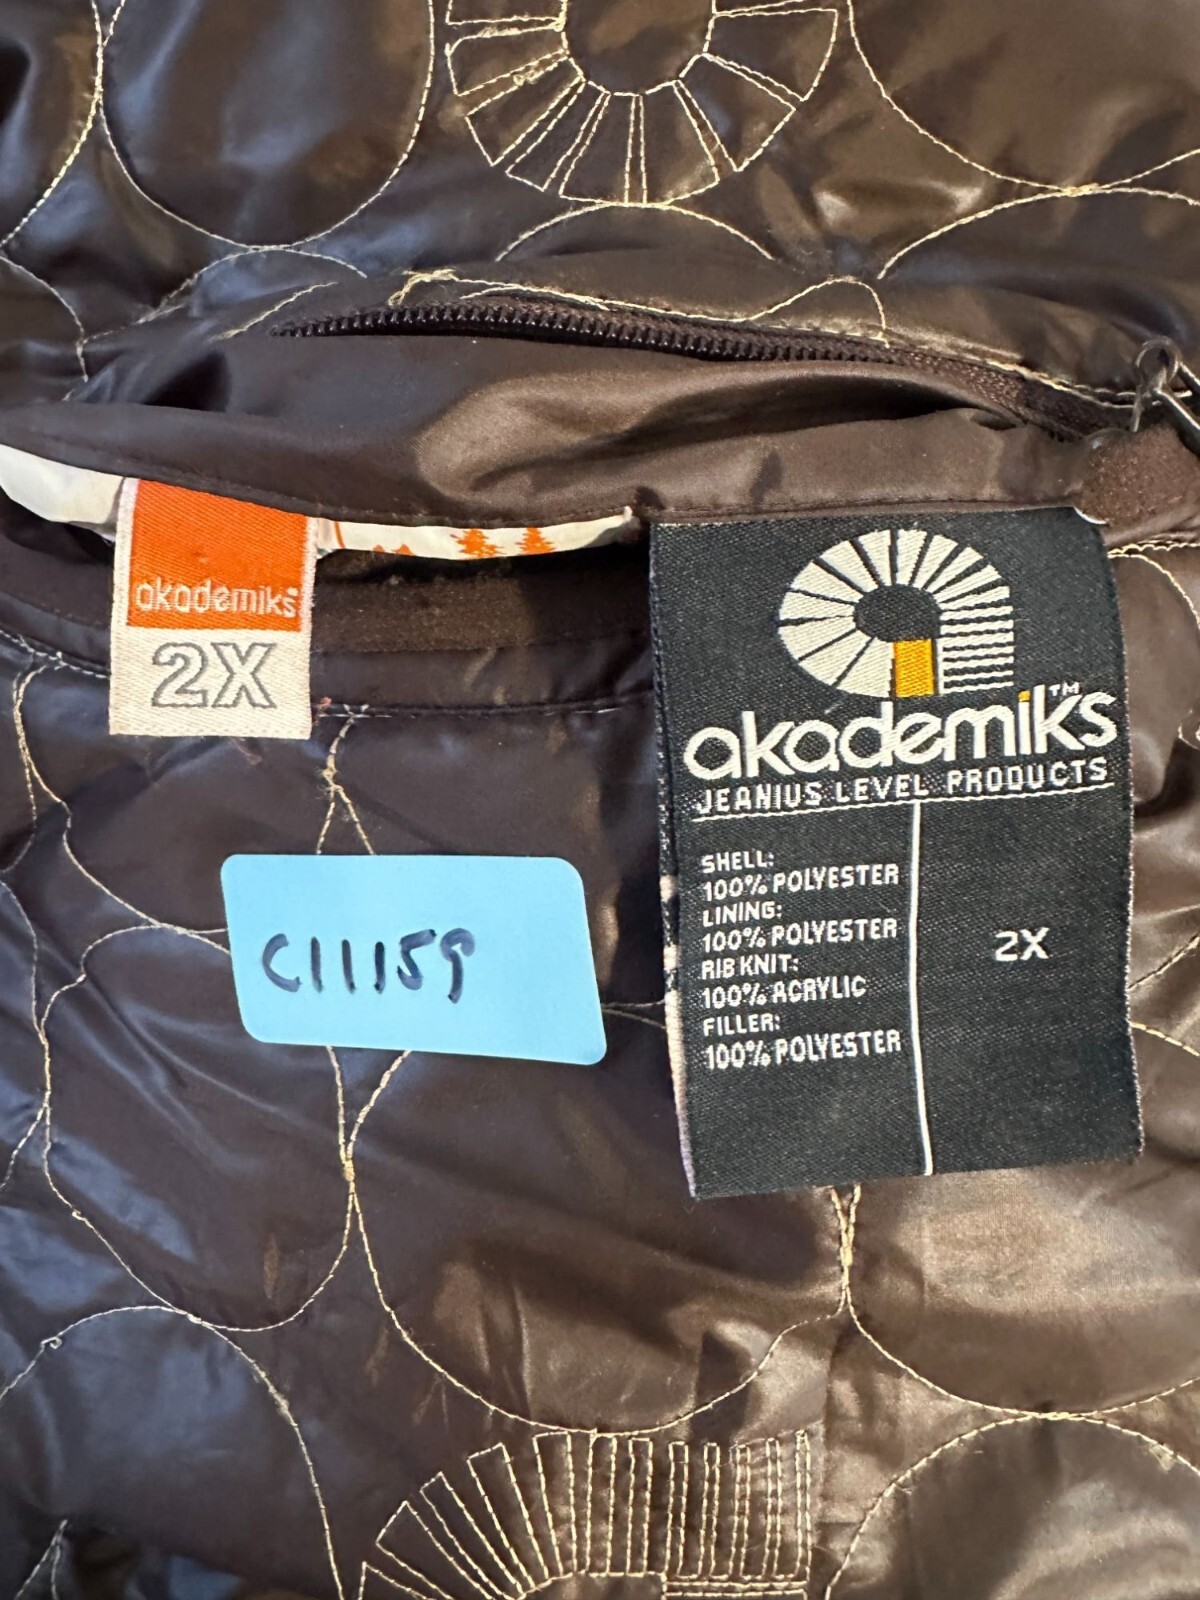 akademiks
2X
akademiks™
JEANIUS LEVEL PRODUCTS
SHELL:
100% POLYESTER
LINING:
100% POLYESTER
RIB KNIT:
100% ACRYLIC
FILLER:
100% POLYESTER
2X
C11159